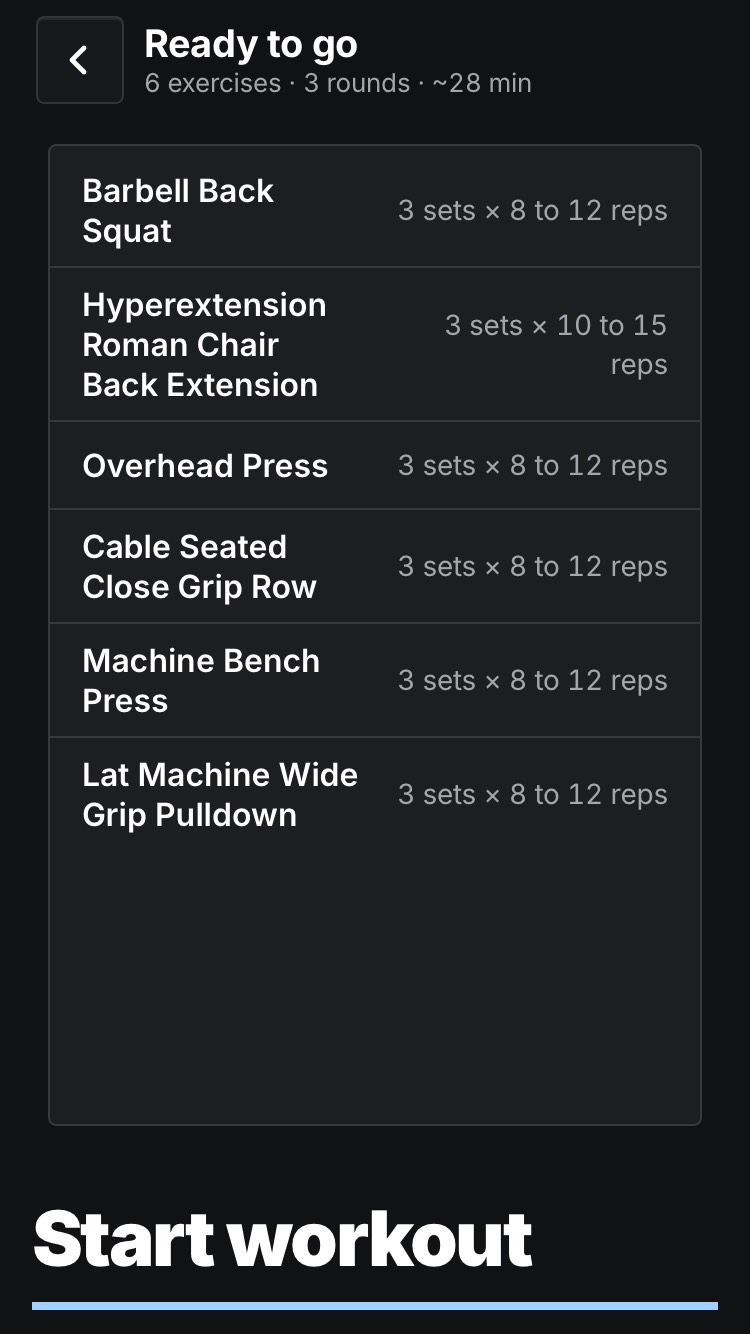 Ready to go
6 exercises · 3 rounds · ~28 min
Barbell Back
Squat
3 sets × 8 to 12 reps
Hyperextension
Roman Chair
Back Extension
3 sets × 10 to 15
reps
Overhead Press
3 sets × 8 to 12 reps
Cable Seated
Close Grip Row
3 sets × 8 to 12 reps
Machine Bench
Press
3 sets × 8 to 12 reps
Lat Machine Wide
Grip Pulldown
3 sets × 8 to 12 reps
Start workout